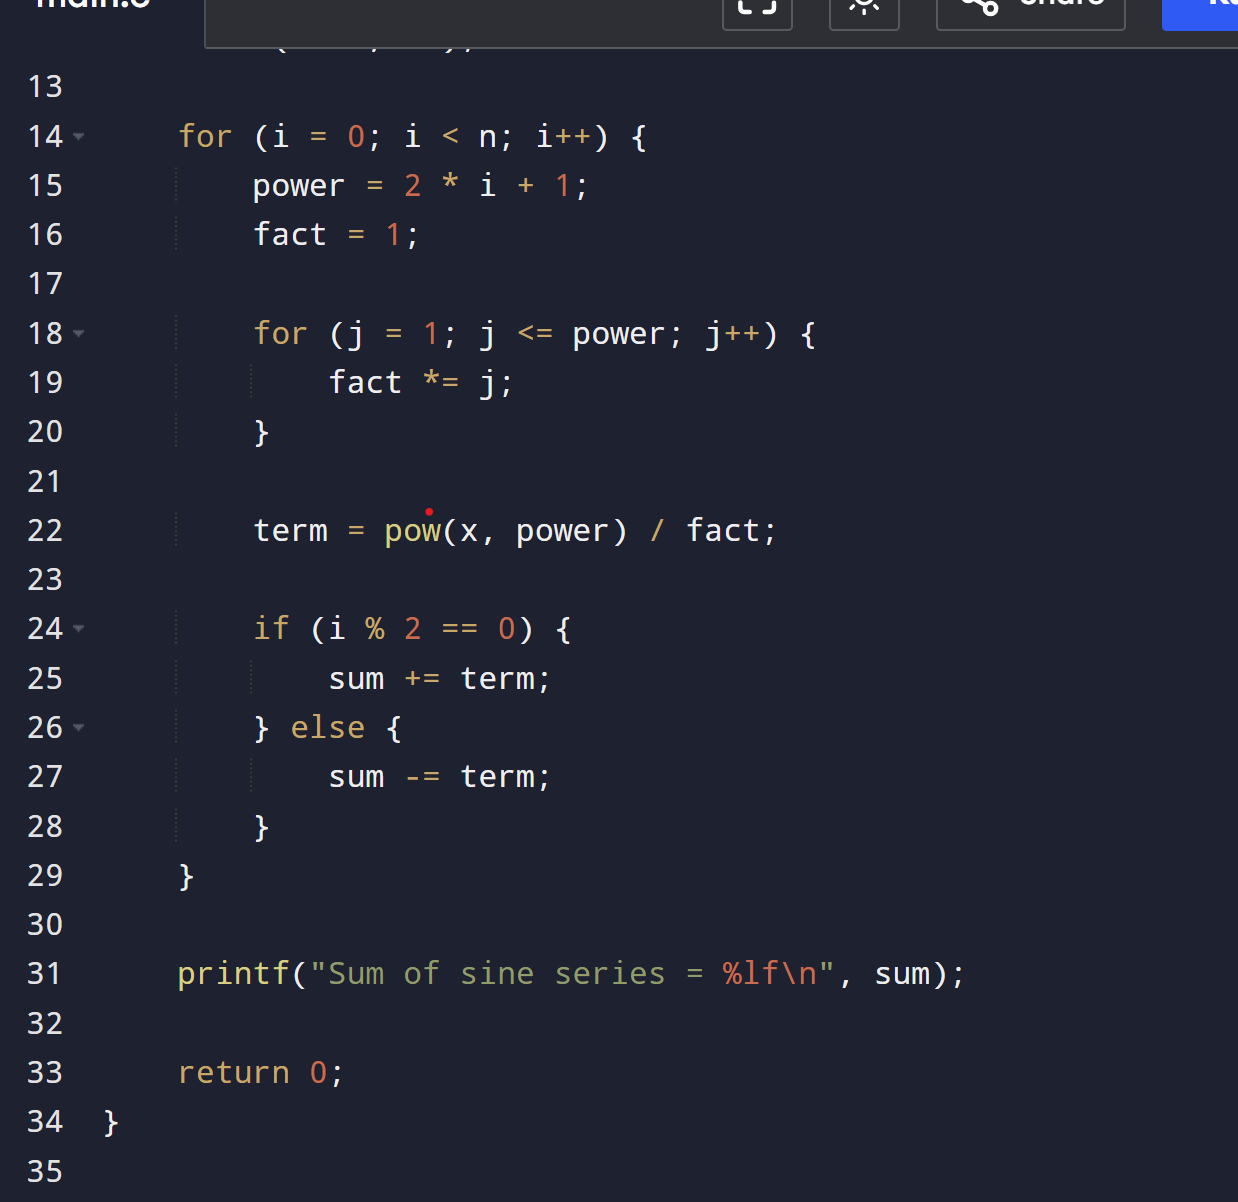 13
14 for (i = 0; i < n; i++) {
15 power = 2 * i + 1;
16 fact = 1;
17
18 for (j = 1; j <= power; j++) {
19 fact *= j;
20 }
21
22 term = pow(x, power) / fact;
23
24 if (i % 2 == 0) {
25 sum += term;
26 } else {
27 sum -= term;
28 }
29 }
30
31 printf("Sum of sine series = %lf\n", sum);
32
33 return 0;
34 }
35